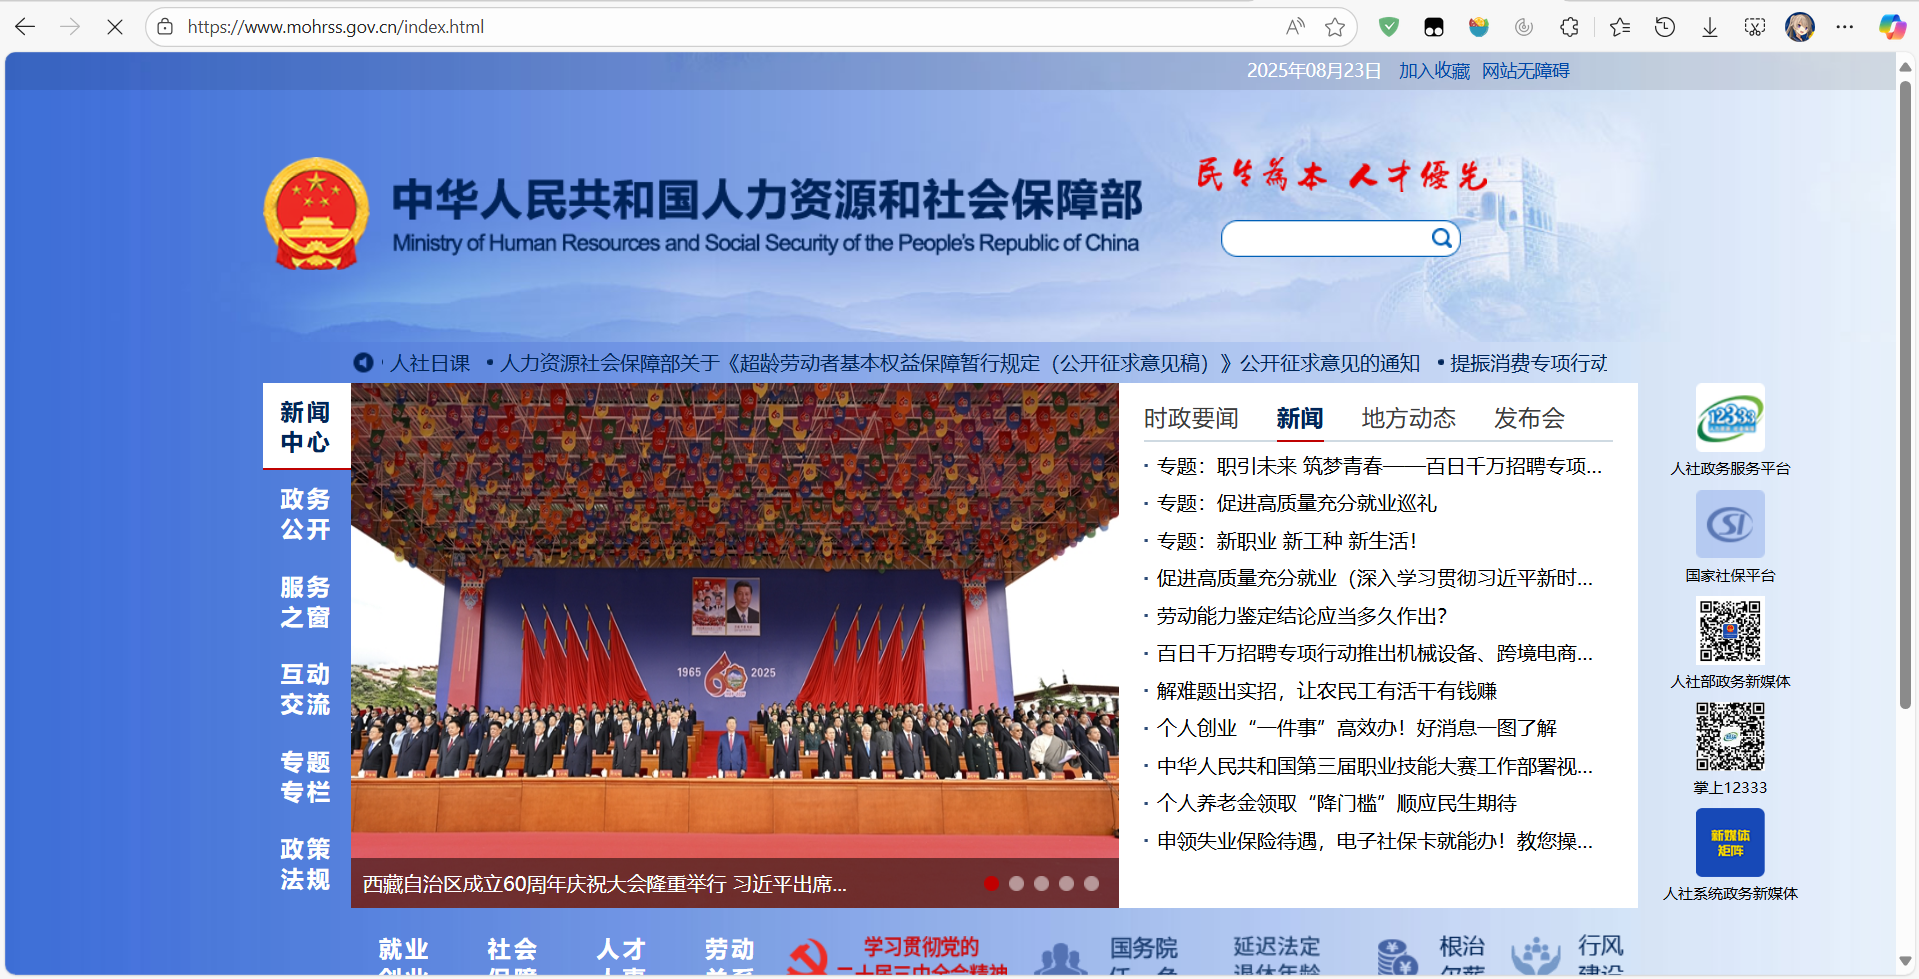 https://www.mohrss.gov.cn/index.html
2025年08月23日 加入收藏 网站无障碍
中华人民共和国人力资源和社会保障部
Ministry of Human Resources and Social Security of the People's Republic of China
民生為本 人才優先
人社日课 • 人力资源社会保障部关于《超龄劳动者基本权益保障暂行规定（公开征求意见稿）》公开征求意见的通知 • 提振消费专项行动
新闻
中心
政务
公开
服务
之窗
互动
交流
专题
专栏
政策
法规
1965 2025
西藏自治区成立60周年庆祝大会隆重举行 习近平出席...
时政要闻 新闻 地方动态 发布会
· 专题：职引未来 筑梦青春——百日千万招聘专项...
· 专题：促进高质量充分就业巡礼
· 专题：新职业 新工种 新生活！
· 促进高质量充分就业（深入学习贯彻习近平新时...
· 劳动能力鉴定结论应当多久作出？
· 百日千万招聘专项行动推出机械设备、跨境电商...
· 解难题出实招，让农民工有活干有钱赚
· 个人创业“一件事”高效办！好消息一图了解
· 中华人民共和国第三届职业技能大赛工作部署视...
· 个人养老金领取“降门槛”顺应民生期待
· 申领失业保险待遇，电子社保卡就能办！教您操...
12333
人社政务服务平台
国家社保平台
人社部政务新媒体
掌上12333
新媒体
矩阵
人社系统政务新媒体
就业 社会 人才 劳动 学习贯彻党的 国务院 延迟法定 根治 行风
二十届三中全会精神